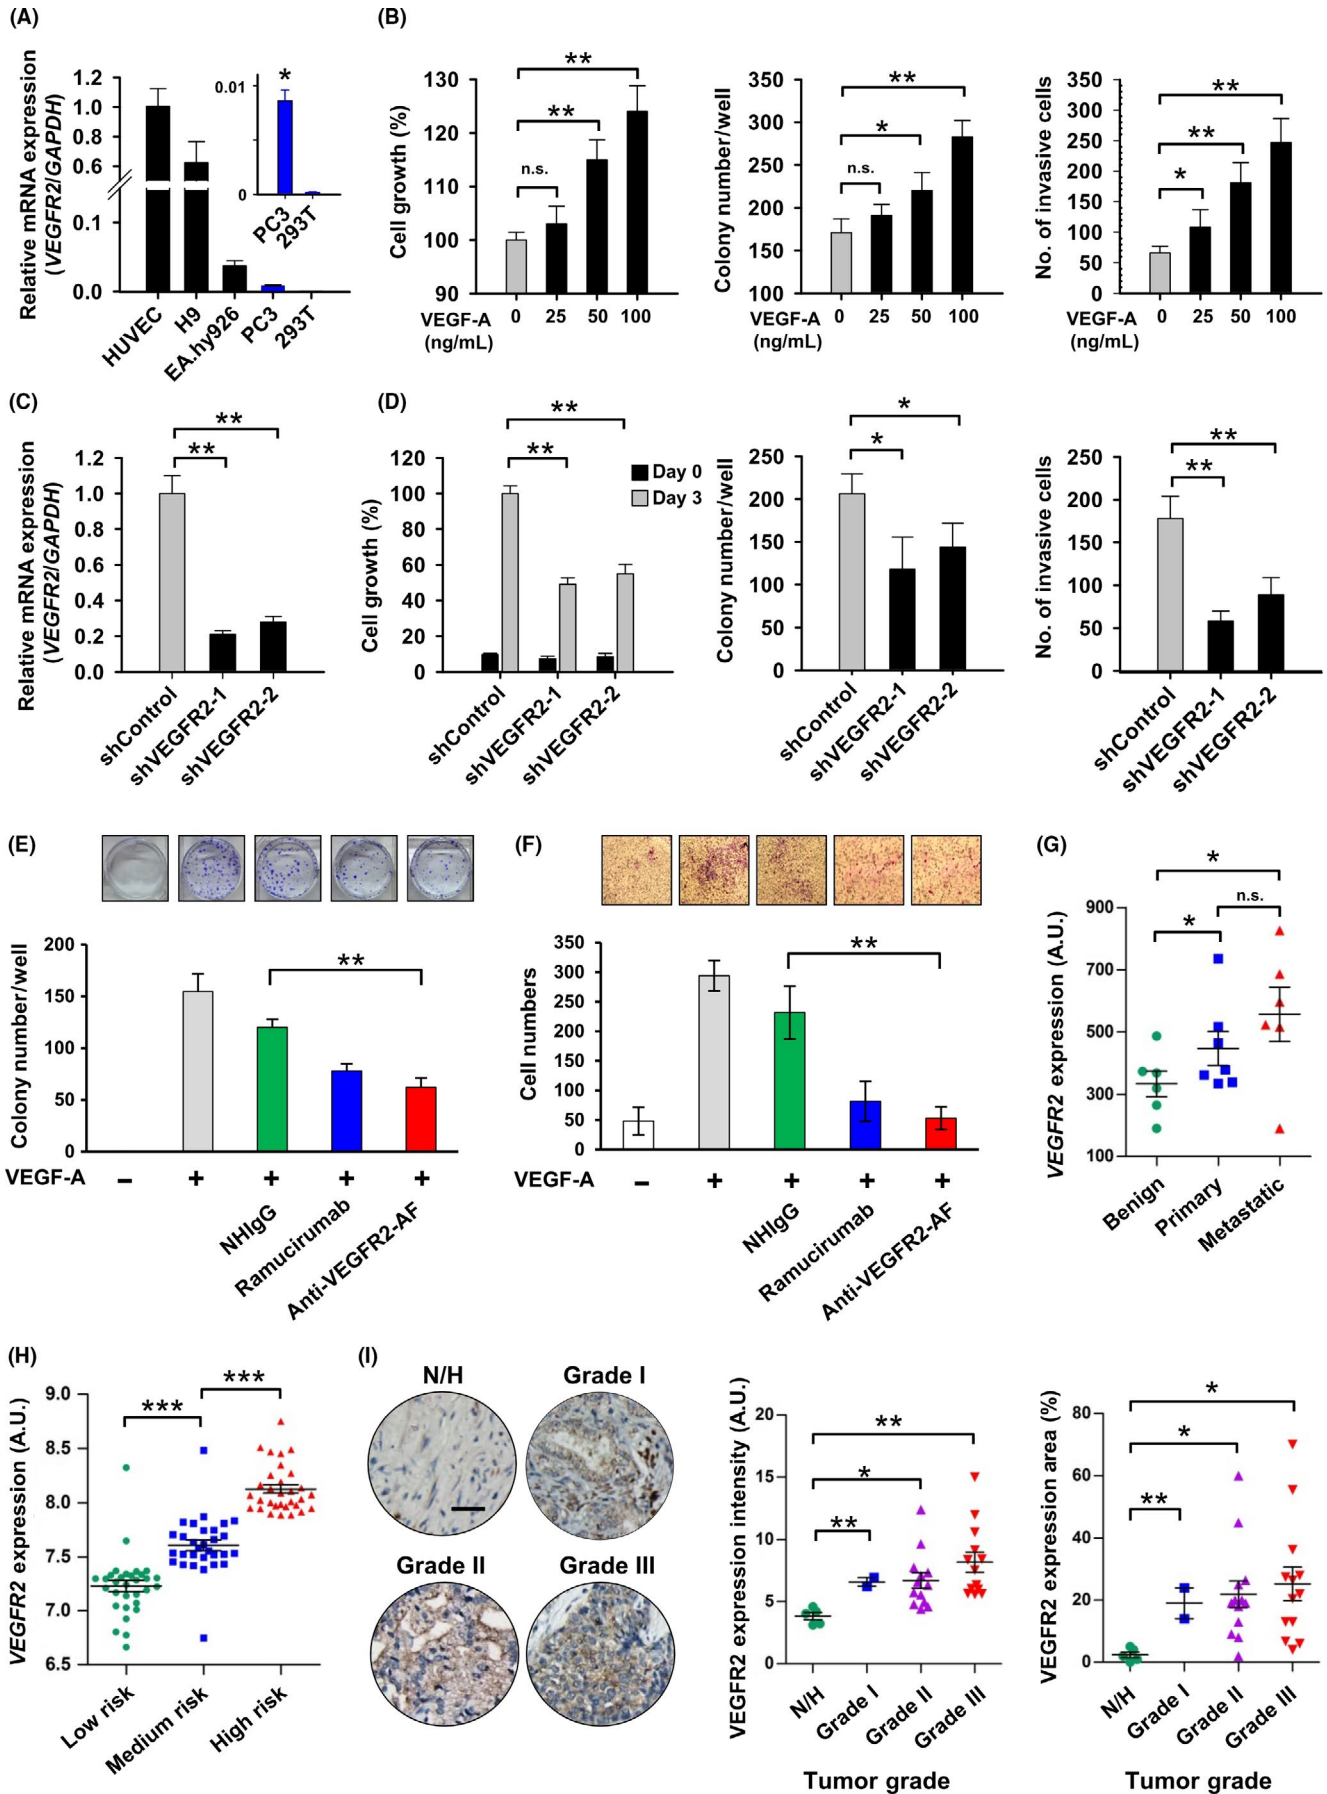 (A)
Relative mRNA expression
(VEGFR2/GAPDH)
1.2
1.0
0.8
0.6
0.1
0.0
0.01
0
*
PC3
293T
HUVEC
H9
EA.hy926
PC3
293T
(B)
Cell growth (%)
130
120
110
100
90
**
**
n.s.
VEGF-A
(ng/mL)
0 25 50 100
Colony number/well
350
300
250
200
150
100
**
*
n.s.
VEGF-A
(ng/mL)
0 25 50 100
No. of invasive cells
350
300
250
200
150
100
50
0
**
**
*
VEGF-A
(ng/mL)
0 25 50 100
(C)
Relative mRNA expression
(VEGFR2/GAPDH)
1.2
1.0
0.8
0.6
0.4
0.2
0.0
**
**
shControl
shVEGFR2-1
shVEGFR2-2
(D)
Cell growth (%)
120
100
80
60
40
20
0
**
**
Day 0
Day 3
shControl
shVEGFR2-1
shVEGFR2-2
Colony number/well
250
200
150
100
50
0
*
*
shControl
shVEGFR2-1
shVEGFR2-2
No. of invasive cells
250
200
150
100
50
0
**
**
shControl
shVEGFR2-1
shVEGFR2-2
(E)
Colony number/well
200
150
100
50
0
**
VEGF-A – + + + +
NHIgG
Ramucirumab
Anti-VEGFR2-AF
(F)
Cell numbers
350
300
250
200
150
100
50
0
**
VEGF-A – + + + +
NHIgG
Ramucirumab
Anti-VEGFR2-AF
(G)
VEGFR2 expression (A.U.)
900
700
500
300
100
*
n.s.
*
Benign
Primary
Metastatic
(H)
VEGFR2 expression (A.U.)
9.0
8.5
8.0
7.5
7.0
6.5
***
***
Low risk
Medium risk
High risk
(I)
N/H
Grade I
Grade II
Grade III
VEGFR2 expression intensity (A.U.)
20
15
10
5
0
**
*
**
N/H
Grade I
Grade II
Grade III
Tumor grade
VEGFR2 expression area (%)
80
60
40
20
0
*
*
**
N/H
Grade I
Grade II
Grade III
Tumor grade